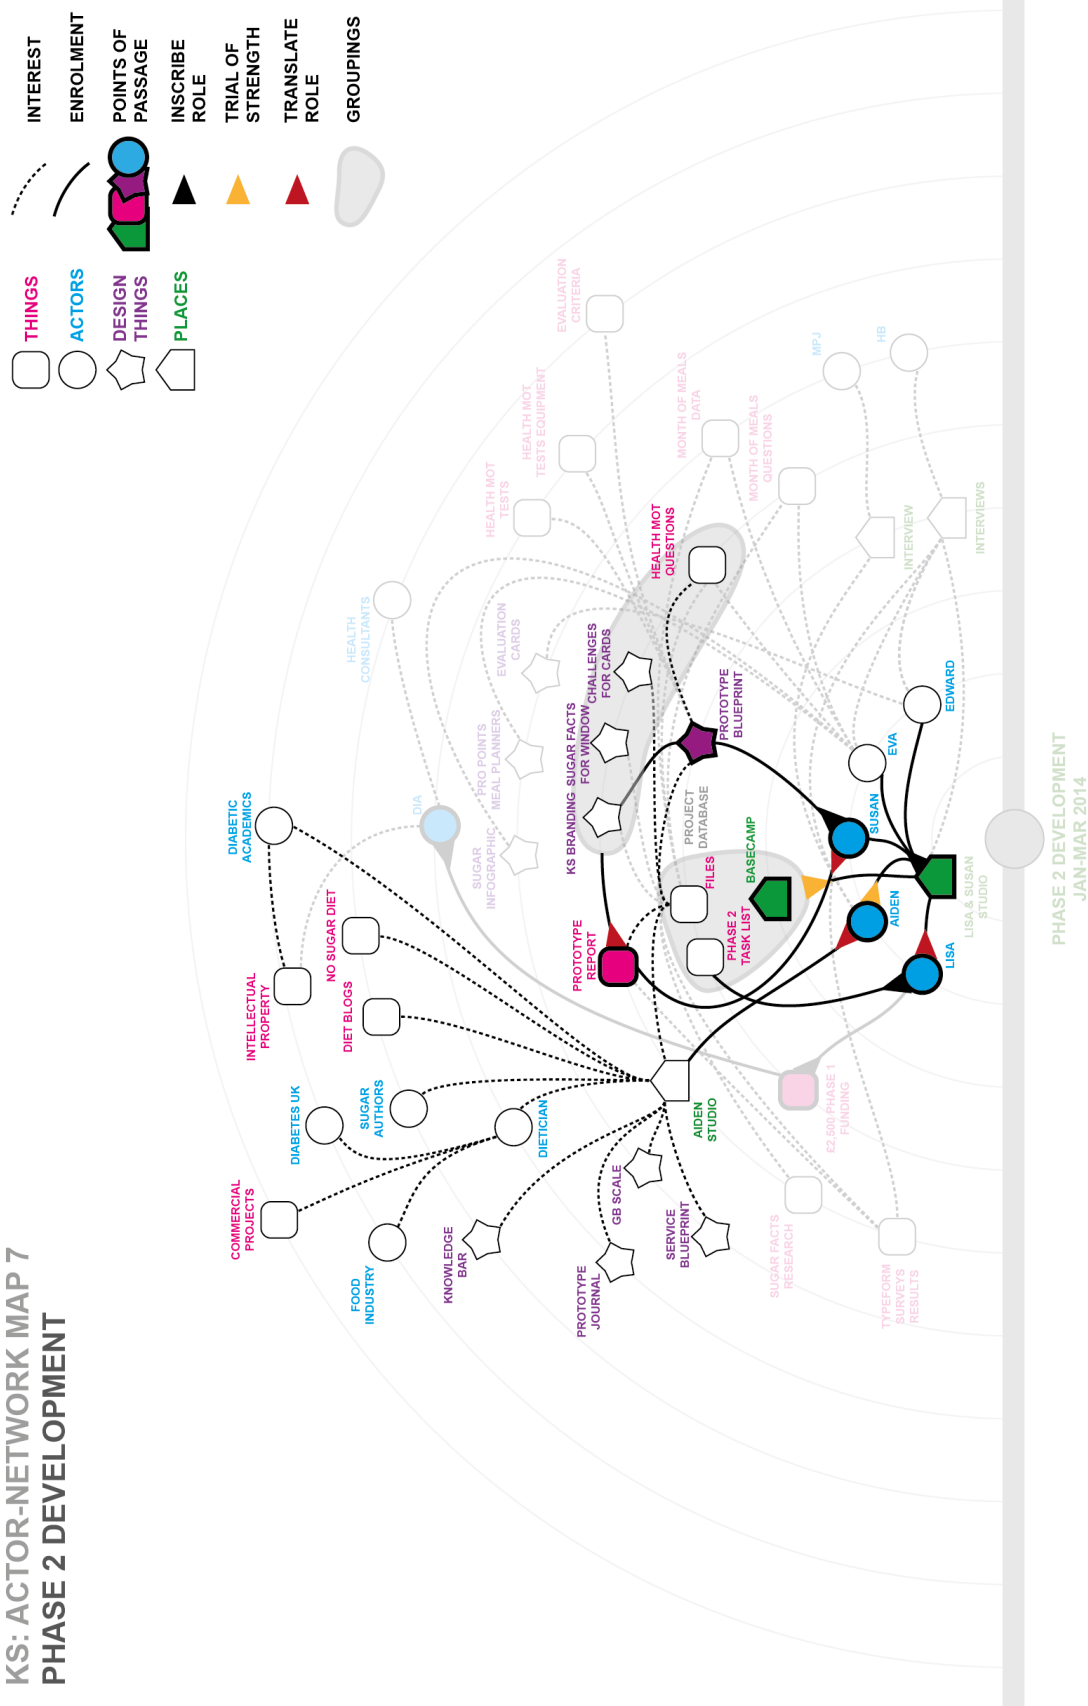 KS: ACTOR-NETWORK MAP 7
PHASE 2 DEVELOPMENT
THINGS
ACTORS
DESIGN
THINGS
PLACES
INTEREST
ENROLMENT
POINTS OF
PASSAGE
INSCRIBE
ROLE
TRIAL OF
STRENGTH
TRANSLATE
ROLE
GROUPINGS
DIABETIC
ACADEMICS
INTELLECTUAL
PROPERTY
NO SUGAR DIET
DIET BLOGS
DIABETES UK
SUGAR
AUTHORS
COMMERCIAL
PROJECTS
FOOD
INDUSTRY
DIETICIAN
KNOWLEDGE
BAR
PROTOTYPE
JOURNAL
GB SCALE
SERVICE
BLUEPRINT
AIDEN
STUDIO
HEALTH
CONSULTANTS
DIA
SUGAR
INFOGRAPHIC
PRO POINTS
MEAL PLANNERS
EVALUATION
CARDS
HEALTH MOT
TESTS
HEALTH MOT
TESTS EQUIPMENT
EVALUATION
CRITERIA
KS BRANDING
SUGAR FACTS
FOR WINDOW
CHALLENGES
FOR CARDS
HEALTH MOT
QUESTIONS
MONTH OF MEALS
DATA
MONTH OF MEALS
QUESTIONS
MPJ
HB
INTERVIEW
INTERVIEWS
PROTOTYPE
REPORT
PROTOTYPE
BLUEPRINT
PROJECT
DATABASE
FILES
PHASE 2
TASK LIST
BASECAMP
SUSAN
EVA
EDWARD
AIDEN
LISA
LISA & SUSAN
STUDIO
£2,500 PHASE 1
FUNDING
SUGAR FACTS
RESEARCH
TYPEFORM
SURVEYS
RESULTS
PHASE 2 DEVELOPMENT
JAN-MAR 2014